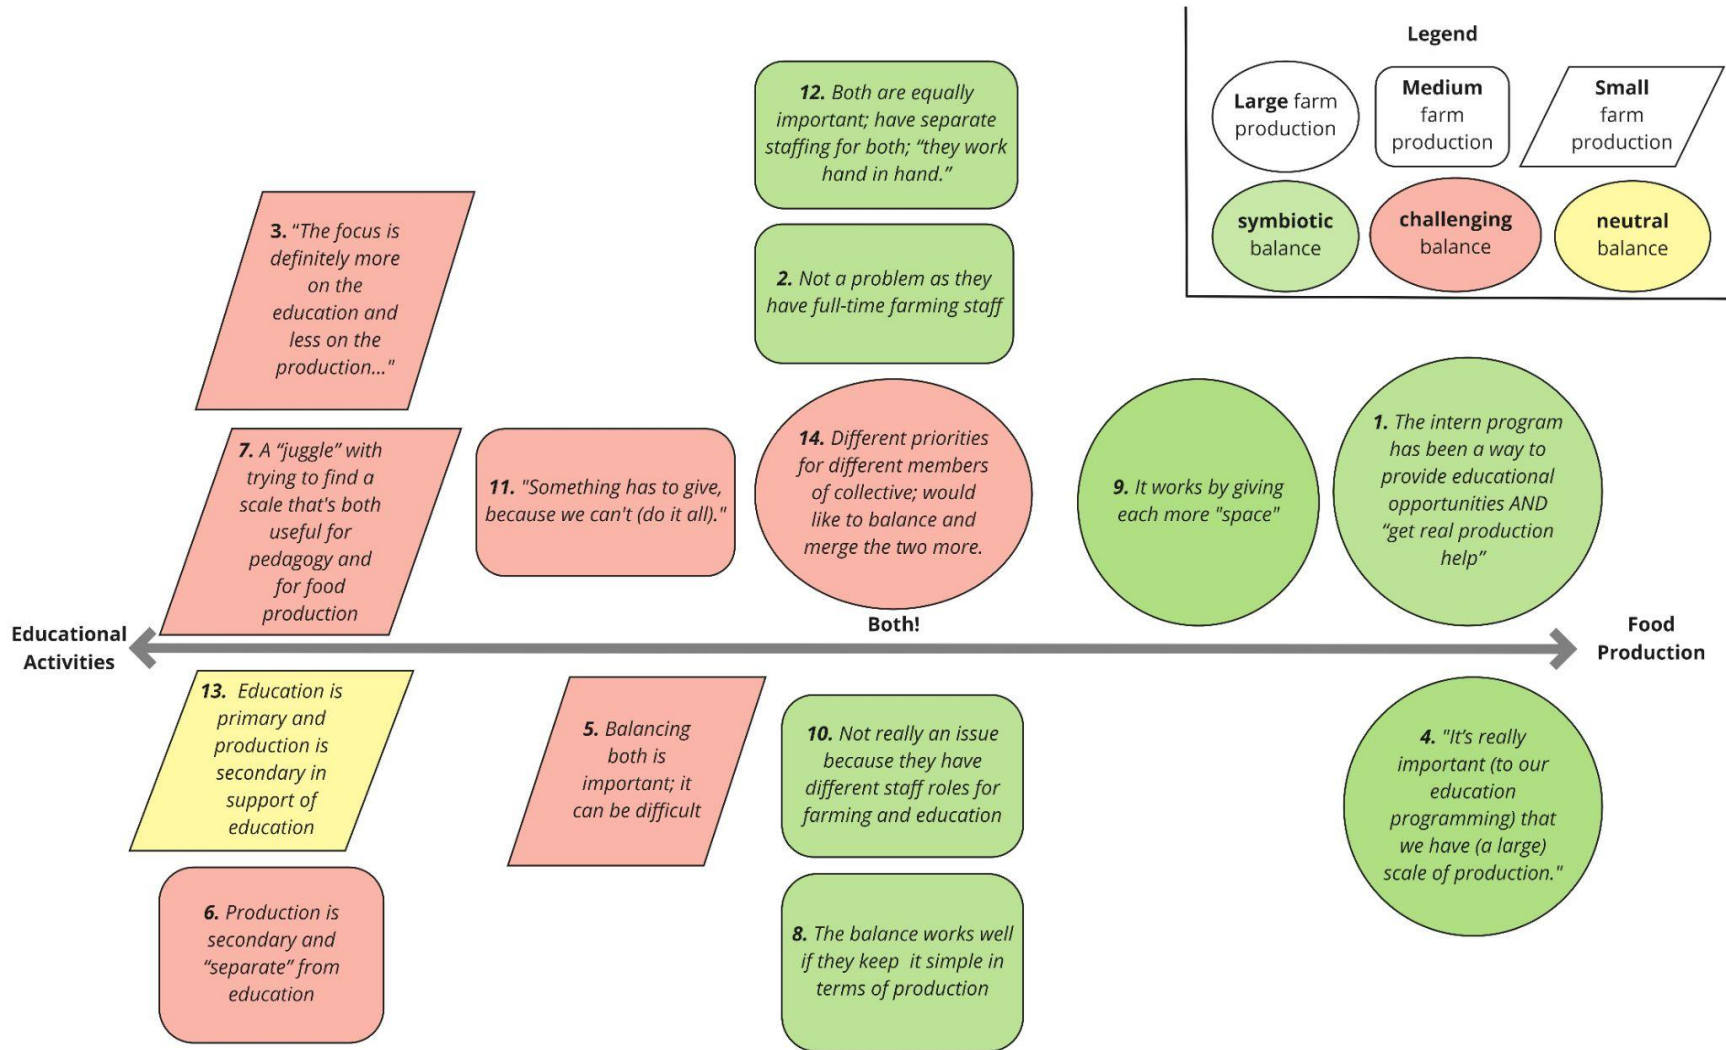 Legend
Large farm
production
Medium
farm
production
Small
farm
production
symbiotic
balance
challenging
balance
neutral
balance
12. Both are equally
important; have separate
staffing for both; “they work
hand in hand.”
2. Not a problem as they
have full-time farming staff
3. “The focus is
definitely more
on the
education and
less on the
production..."
7. A “juggle” with
trying to find a
scale that's both
useful for
pedagogy and
for food
production
11. "Something has to give,
because we can't (do it all)."
14. Different priorities
for different members
of collective; would
like to balance and
merge the two more.
9. It works by giving
each more "space"
1. The intern program
has been a way to
provide educational
opportunities AND
“get real production
help”
Educational
Activities
Both!
Food
Production
13. Education is
primary and
production is
secondary in
support of
education
6. Production is
secondary and
“separate” from
education
5. Balancing
both is
important; it
can be difficult
10. Not really an issue
because they have
different staff roles for
farming and education
8. The balance works well
if they keep it simple in
terms of production
4. "It’s really
important (to our
education
programming) that
we have (a large)
scale of production."